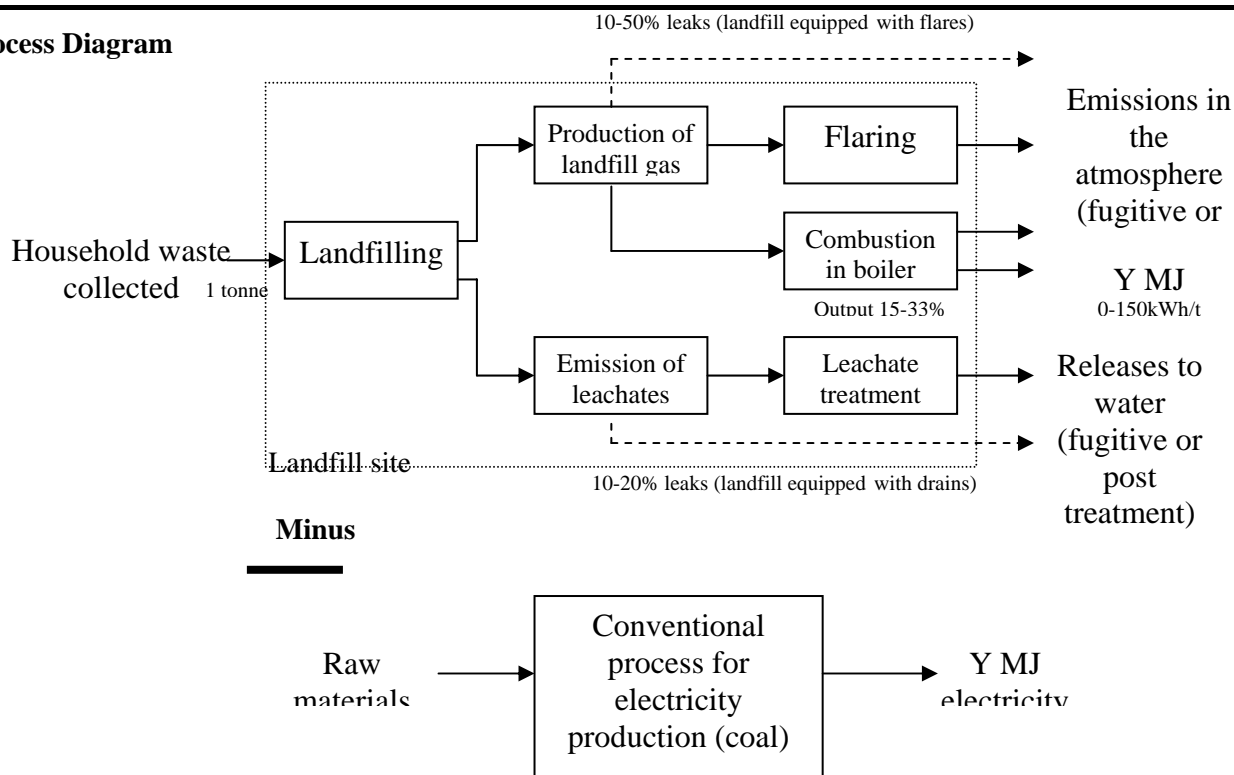 10-50% leaks (landfill equipped with flares)
ocess Diagram
Emissions in
the
atmosphere
(fugitive or
Production of
landfill gas
Flaring
Household waste
collected
1 tonne
Landfilling
Combustion
in boiler
Output 15-33%
Y MJ
0-150kWh/t
Emission of
leachates
Leachate
treatment
Releases to
water
(fugitive or
post
treatment)
Landfill site
10-20% leaks (landfill equipped with drains)
Minus
Raw
materials
Conventional
process for
electricity
production (coal)
Y MJ
electricity